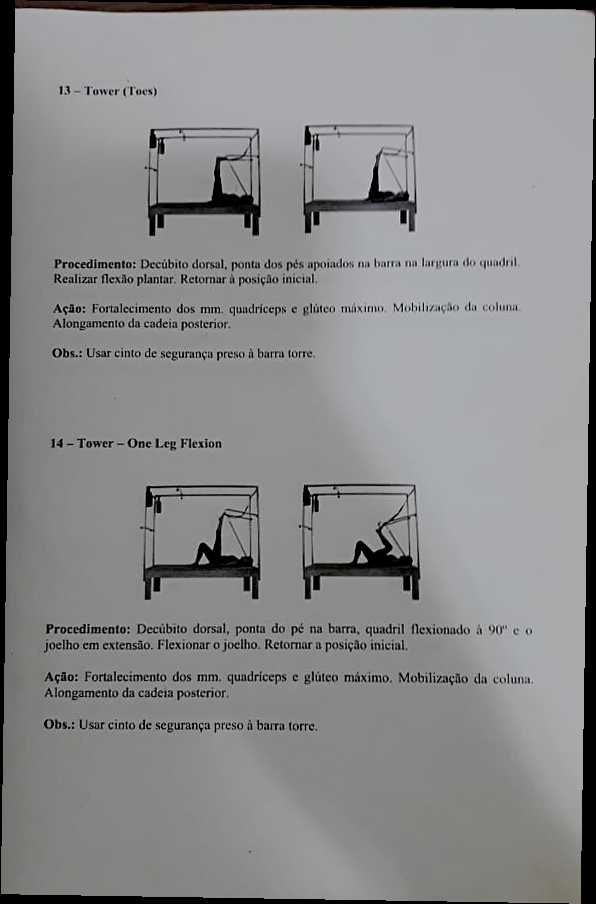 13 – Tower (Toes)
Procedimento: Decúbito dorsal, ponta dos pés apoiados na barra na largura do quadril.
Realizar flexão plantar. Retornar à posição inicial.
Ação: Fortalecimento dos mm. quadríceps e glúteo máximo. Mobilização da coluna.
Alongamento da cadeia posterior.
Obs.: Usar cinto de segurança preso à barra torre.
14 – Tower – One Leg Flexion
Procedimento: Decúbito dorsal, ponta do pé na barra, quadril flexionado à 90º e o
joelho em extensão. Flexionar o joelho. Retornar a posição inicial.
Ação: Fortalecimento dos mm. quadríceps e glúteo máximo. Mobilização da coluna.
Alongamento da cadeia posterior.
Obs.: Usar cinto de segurança preso à barra torre.